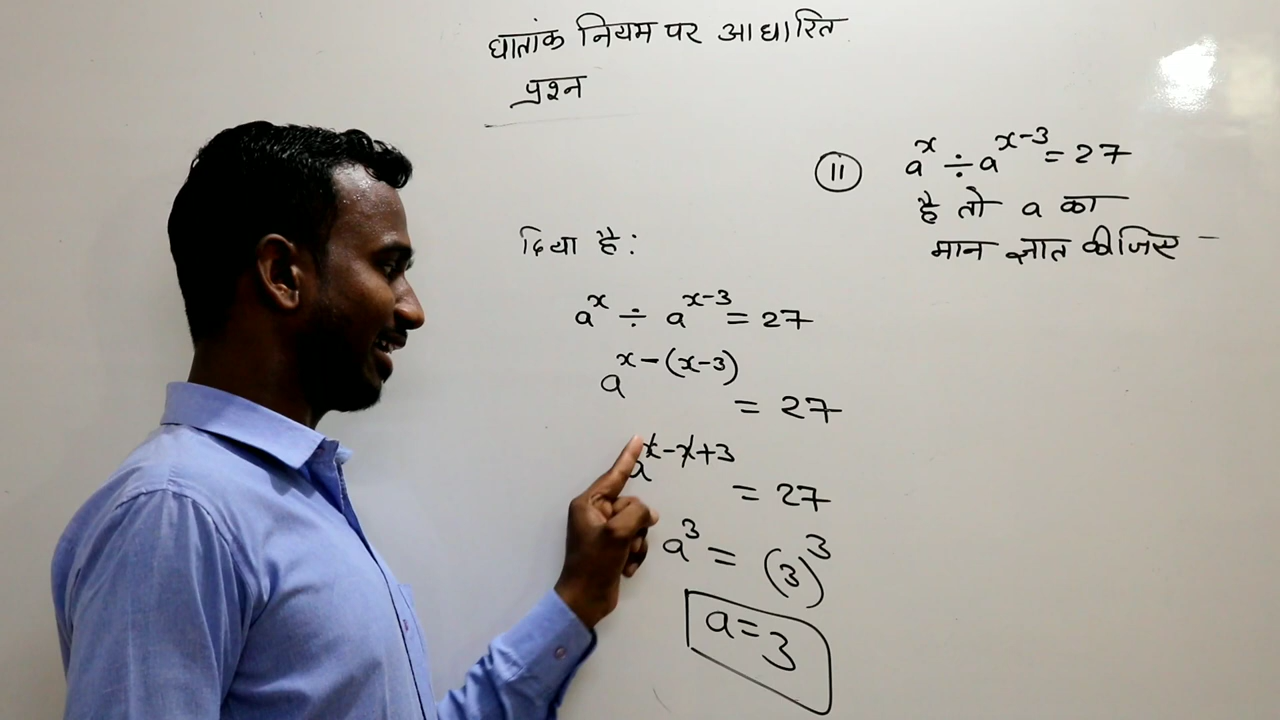 घातांक नियम पर आधारित
प्रश्न
(11) a^x ÷ a^(x-3) = 27
है तो a का
मान ज्ञात कीजिए -
दिया है:
a^x ÷ a^(x-3) = 27
a^(x-(x-3)) = 27
a^(x-x+3) = 27
a^3 = (3)^3
a=3